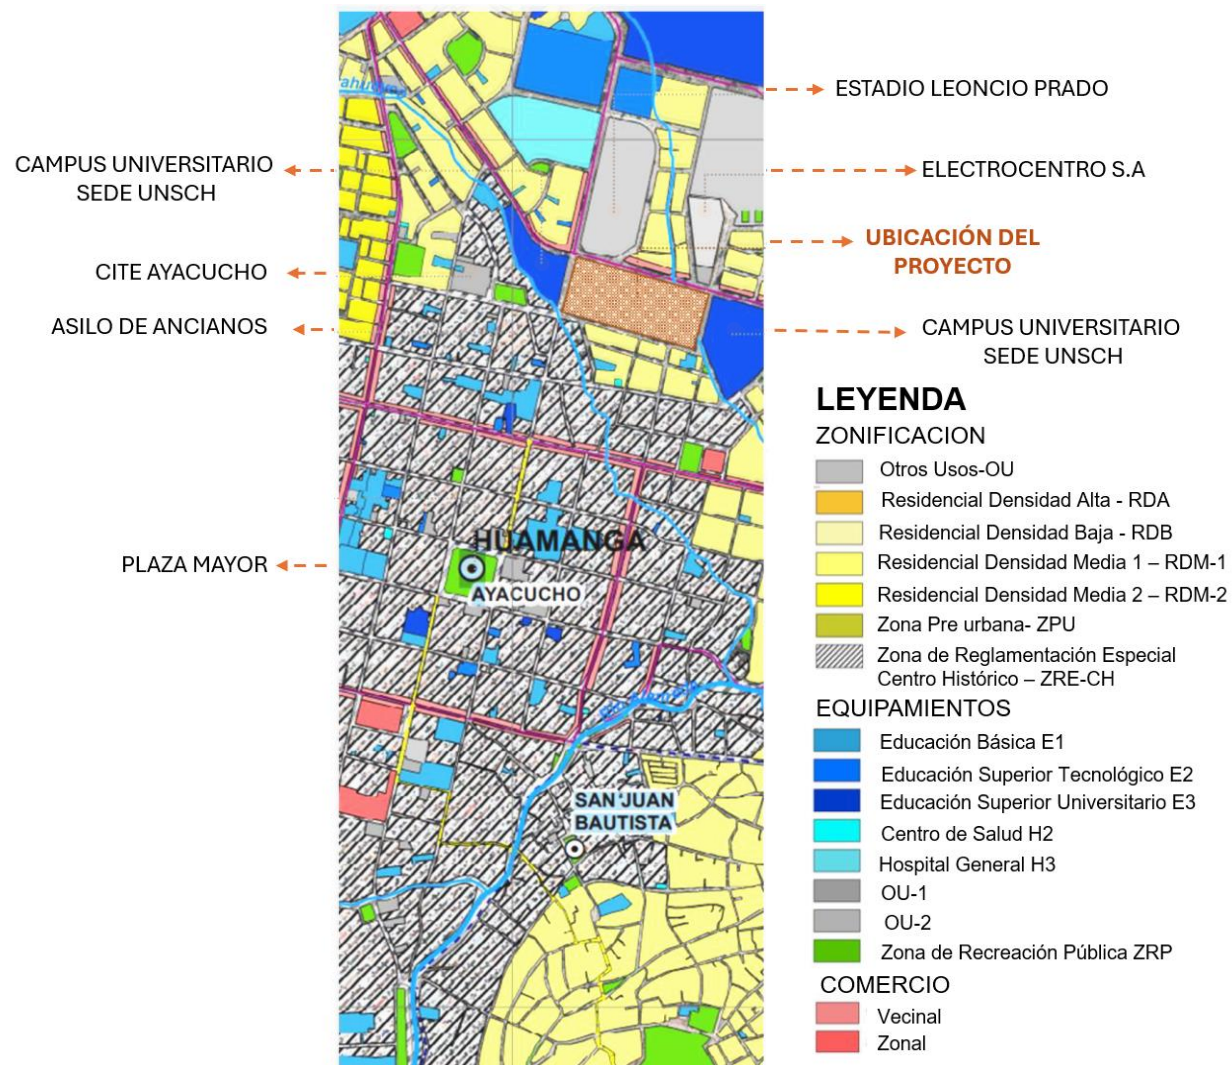 ESTADIO LEONCIO PRADO
CAMPUS UNIVERSITARIO
SEDE UNSCH
ELECTROCENTRO S.A
UBICACIÓN DEL
PROYECTO
CITE AYACUCHO
ASILO DE ANCIANOS
CAMPUS UNIVERSITARIO
SEDE UNSCH
PLAZA MAYOR
HUAMANGA
AYACUCHO
SAN JUAN
BAUTISTA
LEYENDA
ZONIFICACION
Otros Usos-OU
Residencial Densidad Alta - RDA
Residencial Densidad Baja - RDB
Residencial Densidad Media 1 – RDM-1
Residencial Densidad Media 2 – RDM-2
Zona Pre urbana- ZPU
Zona de Reglamentación Especial
Centro Histórico – ZRE-CH
EQUIPAMIENTOS
Educación Básica E1
Educación Superior Tecnológico E2
Educación Superior Universitario E3
Centro de Salud H2
Hospital General H3
OU-1
OU-2
Zona de Recreación Pública ZRP
COMERCIO
Vecinal
Zonal